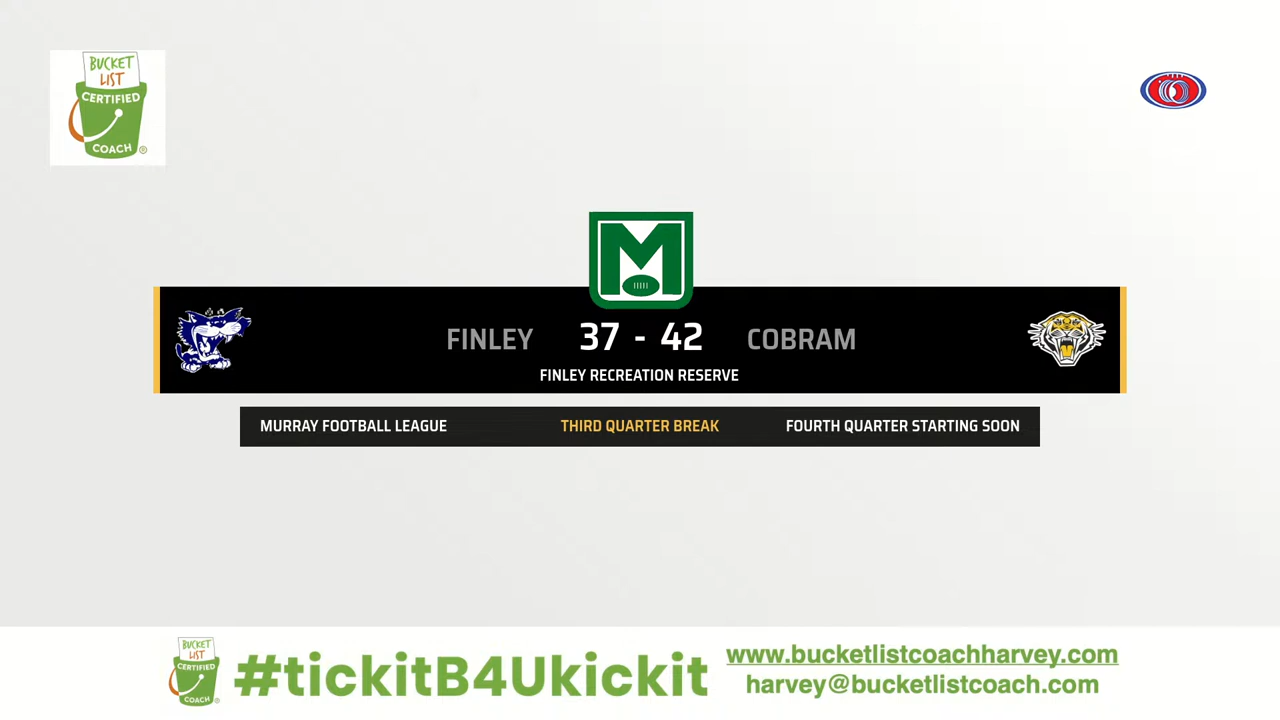 BUCKET
LIST
CERTIFIED
COACH
®
M
FINLEY 37 - 42 COBRAM
FINLEY RECREATION RESERVE
MURRAY FOOTBALL LEAGUE THIRD QUARTER BREAK FOURTH QUARTER STARTING SOON
BUCKET
LIST
CERTIFIED
COACH
#tickitB4Ukickit
www.bucketlistcoachharvey.com
harvey@bucketlistcoach.com